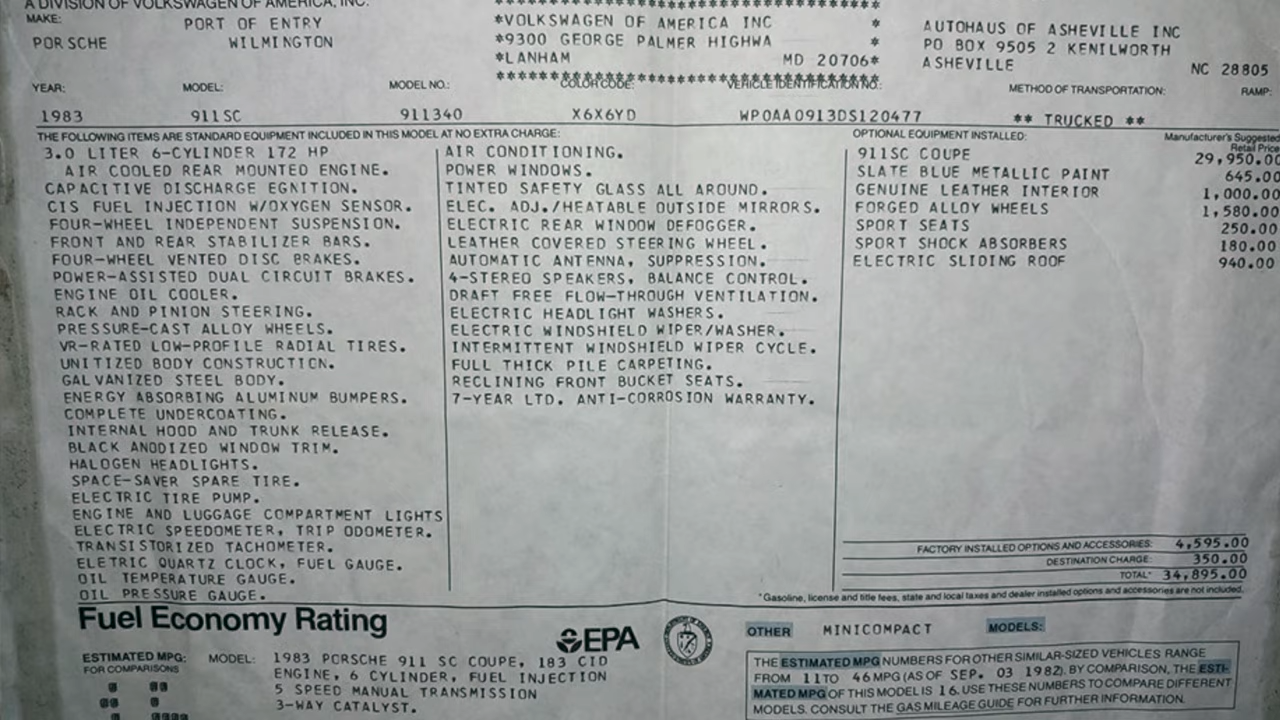 A DIVISION OF VOLKSWAGEN OF AMERICA, INC.
MAKE:
PORSCHE
PORT OF ENTRY
WILMINGTON
*VOLKSWAGEN OF AMERICA INC *
*9300 GEORGE PALMER HIGHWA *
*LANHAM MD 20706*
AUTOHAUS OF ASHEVILLE INC
PO BOX 9505 2 KENILWORTH
ASHEVILLE NC 28805
YEAR: MODEL: MODEL NO.: COLOR CODE: VEHICLE IDENTIFICATION NO.: METHOD OF TRANSPORTATION: RAMP:
1983 911SC 911340 X6X6YD WP0AA0913DS120477 ** TRUCKED **
THE FOLLOWING ITEMS ARE STANDARD EQUIPMENT INCLUDED IN THIS MODEL AT NO EXTRA CHARGE:
3.0 LITER 6-CYLINDER 172 HP
AIR COOLED REAR MOUNTED ENGINE.
CAPACITIVE DISCHARGE EGNITION.
CIS FUEL INJECTION W/OXYGEN SENSOR.
FOUR-WHEEL INDEPENDENT SUSPENSION.
FRONT AND REAR STABILIZER BARS.
FOUR-WHEEL VENTED DISC BRAKES.
POWER-ASSISTED DUAL CIRCUIT BRAKES.
ENGINE OIL COOLER.
RACK AND PINION STEERING.
PRESSURE-CAST ALLOY WHEELS.
VR-RATED LOW-PROFILE RADIAL TIRES.
UNITIZED BODY CONSTRUCTION.
GALVANIZED STEEL BODY.
ENERGY ABSORBING ALUMINUM BUMPERS.
COMPLETE UNDERCOATING.
INTERNAL HOOD AND TRUNK RELEASE.
BLACK ANODIZED WINDOW TRIM.
HALOGEN HEADLIGHTS.
SPACE-SAVER SPARE TIRE.
ELECTRIC TIRE PUMP.
ENGINE AND LUGGAGE COMPARTMENT LIGHTS
ELECTRIC SPEEDOMETER, TRIP ODOMETER.
TRANSISTORIZED TACHOMETER.
ELETRIC QUARTZ CLOCK, FUEL GAUGE.
OIL TEMPERATURE GAUGE.
OIL PRESSURE GAUGE.
AIR CONDITIONING.
POWER WINDOWS.
TINTED SAFETY GLASS ALL AROUND.
ELEC. ADJ./HEATABLE OUTSIDE MIRRORS.
ELECTRIC REAR WINDOW DEFOGGER.
LEATHER COVERED STEERING WHEEL.
AUTOMATIC ANTENNA, SUPPRESSION.
4-STEREO SPEAKERS, BALANCE CONTROL.
DRAFT FREE FLOW-THROUGH VENTILATION.
ELECTRIC HEADLIGHT WASHERS.
ELECTRIC WINDSHIELD WIPER/WASHER.
INTERMITTENT WINDSHIELD WIPER CYCLE.
FULL THICK PILE CARPETING.
RECLINING FRONT BUCKET SEATS.
7-YEAR LTD. ANTI-CORROSION WARRANTY.
OPTIONAL EQUIPMENT INSTALLED: Manufacturer's Suggested
Retail Price
911SC COUPE 29,950.00
SLATE BLUE METALLIC PAINT 645.00
GENUINE LEATHER INTERIOR 1,000.00
FORGED ALLOY WHEELS 1,580.00
SPORT SEATS 250.00
SPORT SHOCK ABSORBERS 180.00
ELECTRIC SLIDING ROOF 940.00
FACTORY INSTALLED OPTIONS AND ACCESSORIES: 4,595.00
DESTINATION CHARGE: 350.00
TOTAL* 34,895.00
*Gasoline, license and title fees, state and local taxes and dealer installed options and accessories are not included.
Fuel Economy Rating
EPA
ESTIMATED MPG:
FOR COMPARISONS
MODEL: 1983 PORSCHE 911 SC COUPE, 183 CID
ENGINE, 6 CYLINDER, FUEL INJECTION
5 SPEED MANUAL TRANSMISSION
3-WAY CATALYST.
OTHER MINICOMPACT MODELS:
THE ESTIMATED MPG NUMBERS FOR OTHER SIMILAR-SIZED VEHICLES RANGE
FROM 11 TO 46 MPG (AS OF SEP. 03 1982). BY COMPARISON, THE ESTI-
MATED MPG OF THIS MODEL IS 16. USE THESE NUMBERS TO COMPARE DIFFERENT
MODELS. CONSULT THE GAS MILEAGE GUIDE FOR FURTHER INFORMATION.